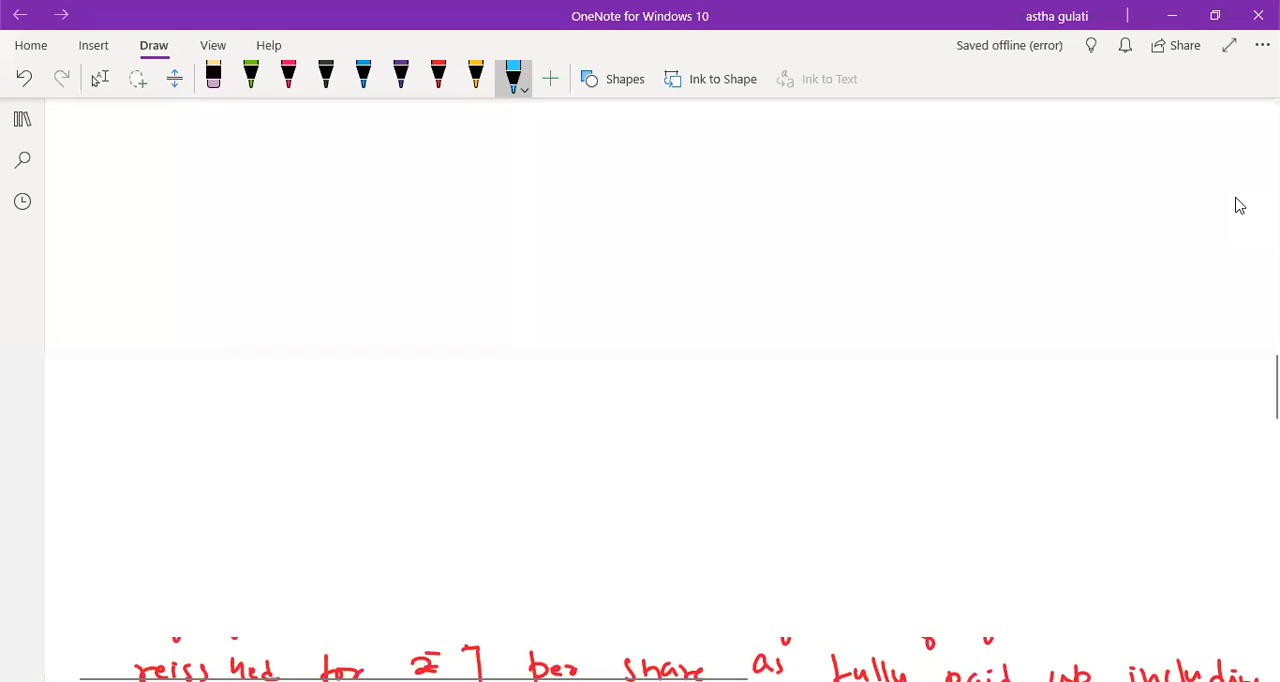 OneNote for Windows 10
astha gulati
Home Insert Draw View Help
Saved offline (error) Share
Shapes Ink to Shape Ink to Text
reissued for ₹ 7 per share as fully paid up including